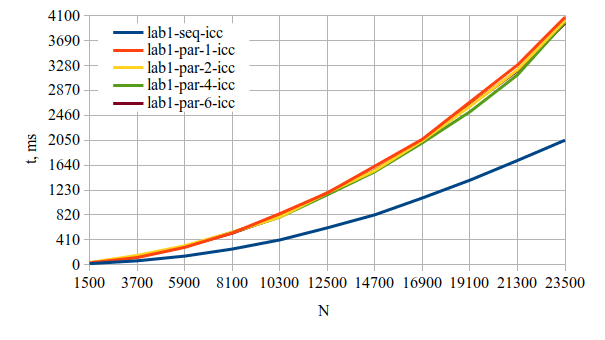 4100
3690
3280
2870
2460
2050
1640
1230
820
410
0
t, ms
lab1-seq-icc
lab1-par-1-icc
lab1-par-2-icc
lab1-par-4-icc
lab1-par-6-icc
1500 3700 5900 8100 10300 12500 14700 16900 19100 21300 23500
N